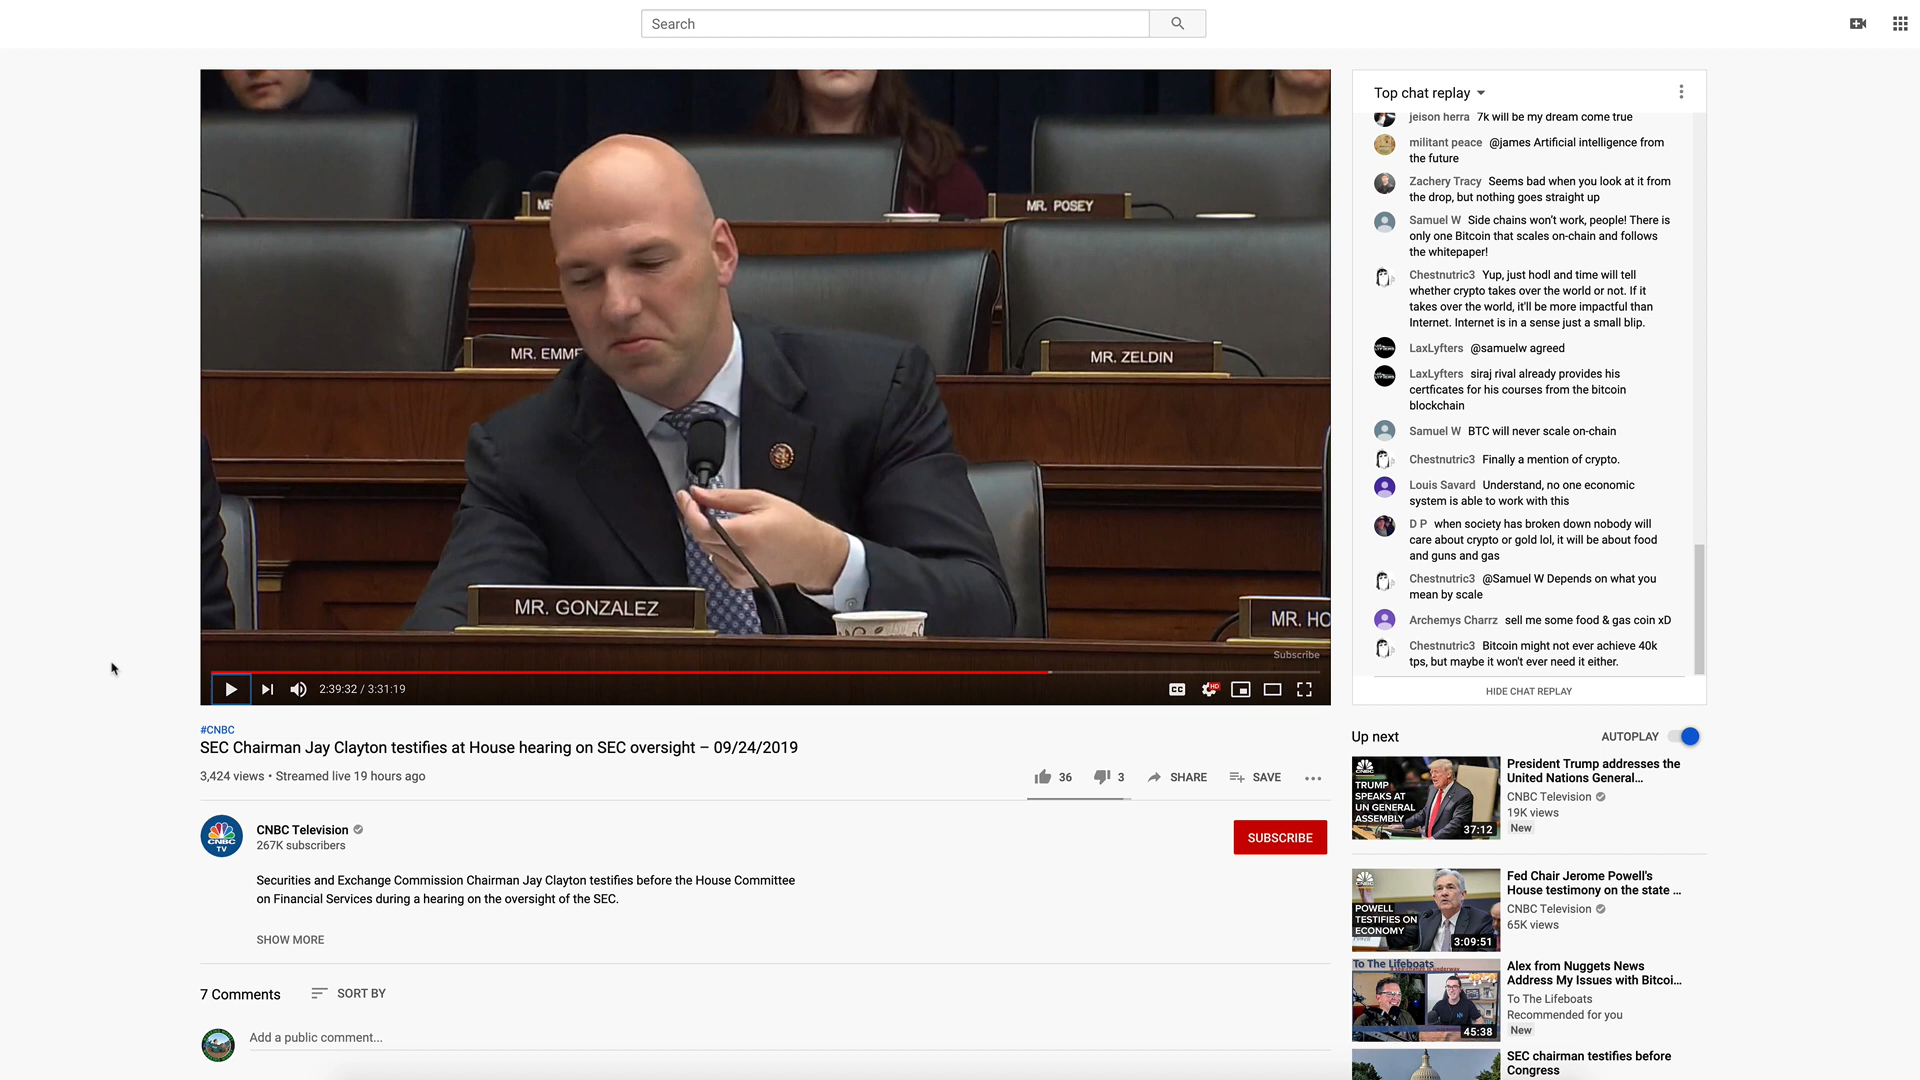 Search
MR. POSEY
MR. EMME
MR. ZELDIN
MR. GONZALEZ
MR. HO
Subscribe
2:39:32 / 3:31:19
CC
HD
Top chat replay
jeison herra 7k will be my dream come true
militant peace @james Artificial intelligence from
the future
Zachery Tracy Seems bad when you look at it from
the drop, but nothing goes straight up
Samuel W Side chains won't work, people! There is
only one Bitcoin that scales on-chain and follows
the whitepaper!
Chestnutric3 Yup, just hodl and time will tell
whether crypto takes over the world or not. If it
takes over the world, it'll be more impactful than
Internet. Internet is in a sense just a small blip.
LaxLyfters @samuelw agreed
LaxLyfters siraj rival already provides his
certficates for his courses from the bitcoin
blockchain
Samuel W BTC will never scale on-chain
Chestnutric3 Finally a mention of crypto.
Louis Savard Understand, no one economic
system is able to work with this
D P when society has broken down nobody will
care about crypto or gold lol, it will be about food
and guns and gas
Chestnutric3 @Samuel W Depends on what you
mean by scale
Archemys Charrz sell me some food & gas coin xD
Chestnutric3 Bitcoin might not ever achieve 40k
tps, but maybe it won't ever need it either.
HIDE CHAT REPLAY
#CNBC
SEC Chairman Jay Clayton testifies at House hearing on SEC oversight – 09/24/2019
3,424 views • Streamed live 19 hours ago
36
3
SHARE
SAVE
CNBC
TV
CNBC Television
267K subscribers
SUBSCRIBE
Securities and Exchange Commission Chairman Jay Clayton testifies before the House Committee
on Financial Services during a hearing on the oversight of the SEC.
SHOW MORE
7 Comments
SORT BY
Add a public comment...
Up next
AUTOPLAY
CNBC
TRUMP
SPEAKS AT
UN GENERAL
ASSEMBLY
37:12
President Trump addresses the
United Nations General...
CNBC Television
19K views
New
CNBC
POWELL
TESTIFIES ON
ECONOMY
3:09:51
Fed Chair Jerome Powell's
House testimony on the state ...
CNBC Television
65K views
To The Lifeboats
45:38
Alex from Nuggets News
Address My Issues with Bitcoi...
To The Lifeboats
Recommended for you
New
SEC chairman testifies before
Congress